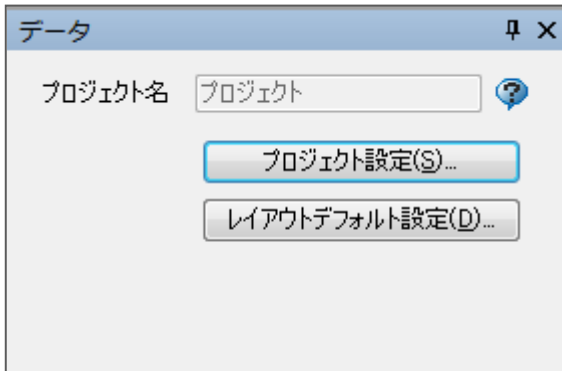 データ
プロジェクト名 プロジェクト
プロジェクト設定(S)...
レイアウトデフォルト設定(D)...